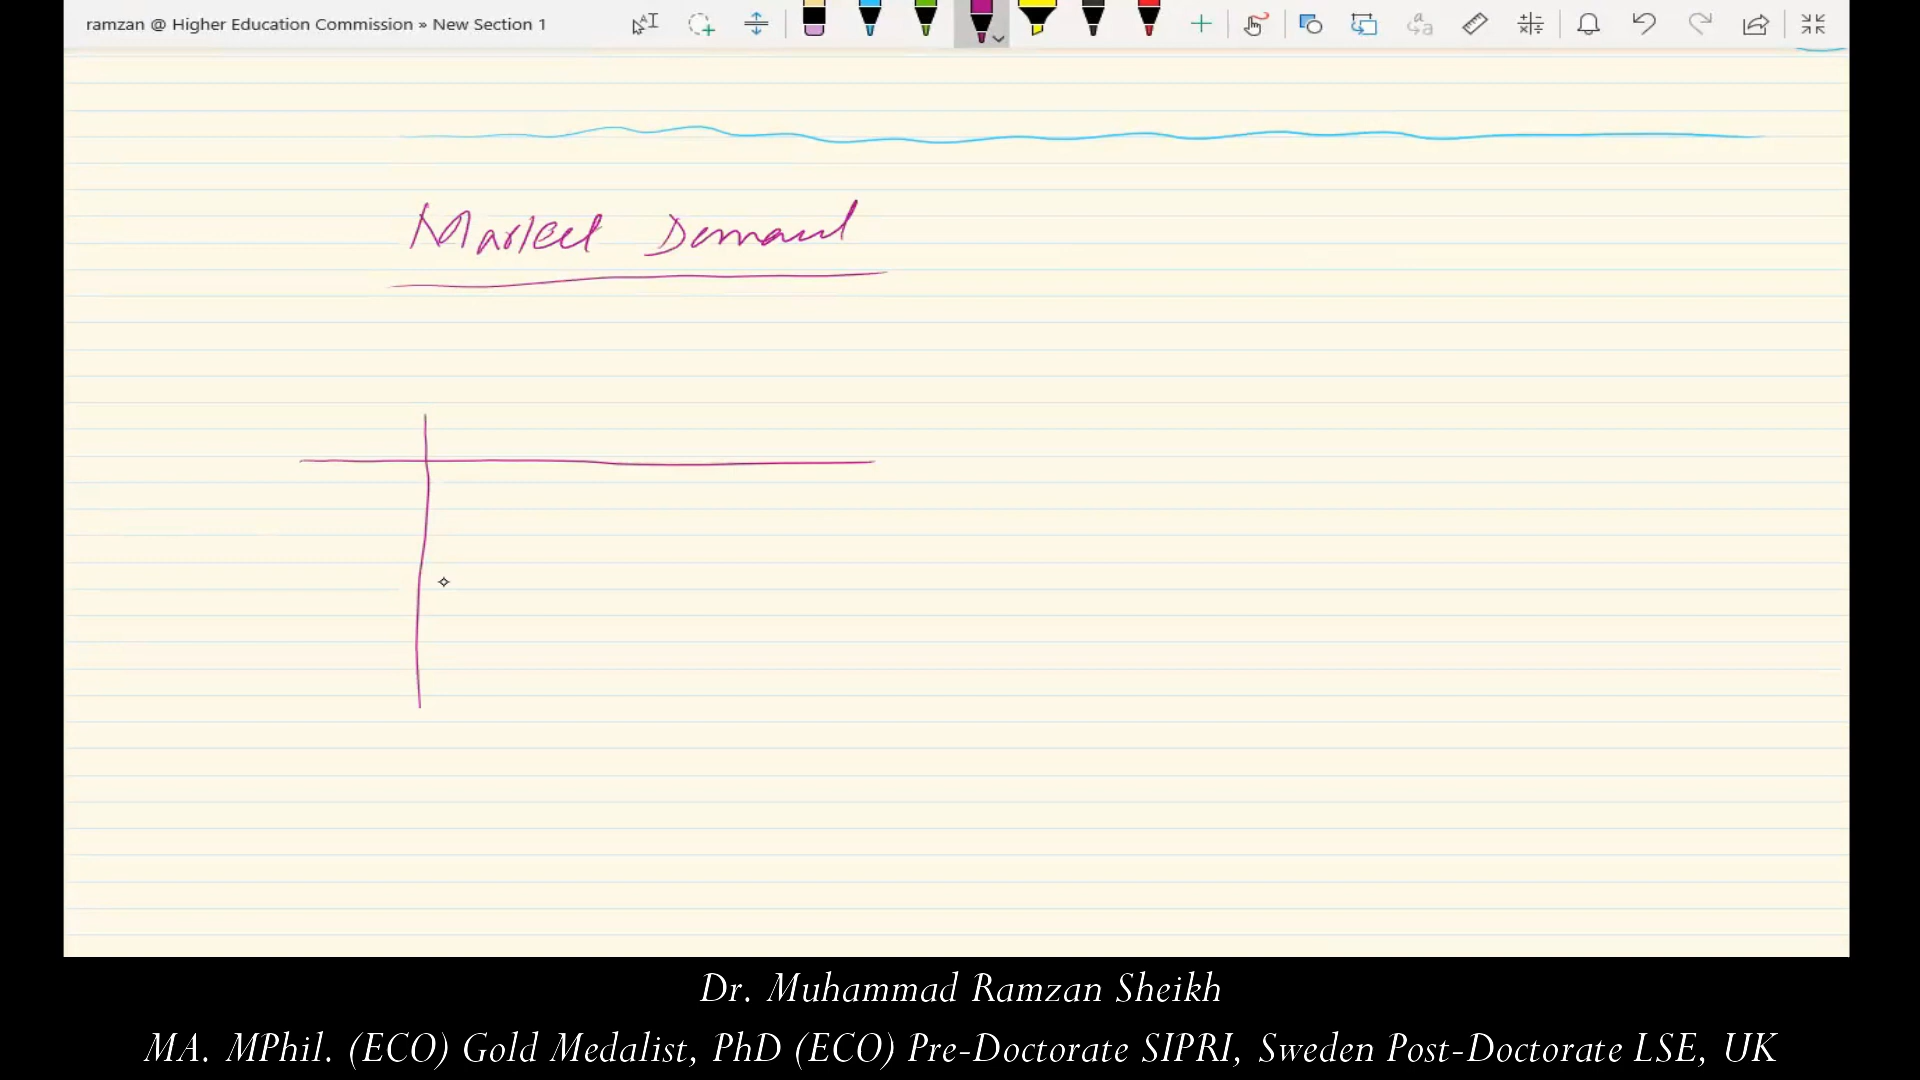 ramzan @ Higher Education Commission » New Section 1
Market Demand
Dr. Muhammad Ramzan Sheikh
MA. MPhil. (ECO) Gold Medalist, PhD (ECO) Pre-Doctorate SIPRI, Sweden Post-Doctorate LSE, UK